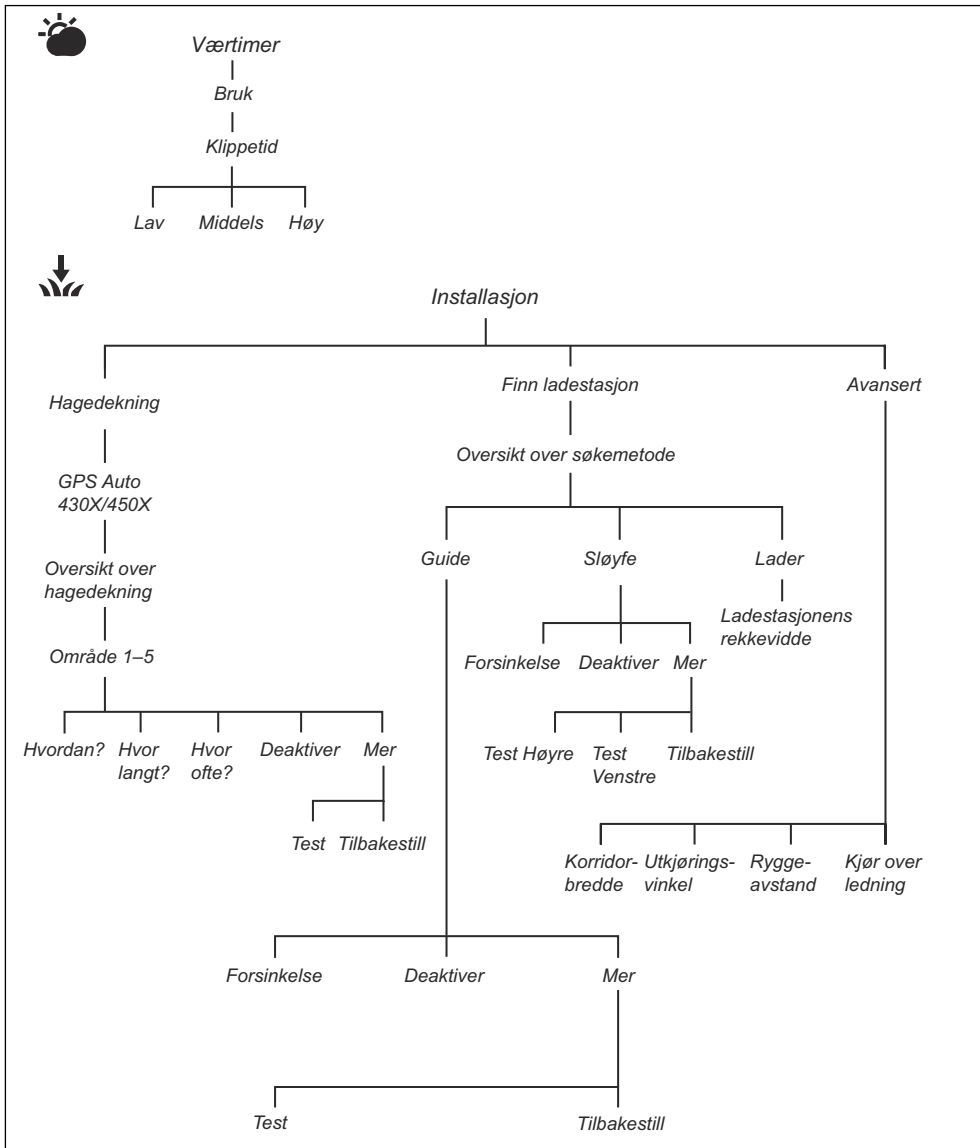 Værtimer
Bruk
Klippetid
Lav Middels Høy
Installasjon
Hagedekning
Finn ladestasjon
Avansert
GPS Auto
430X/450X
Oversikt over søkemetode
Oversikt over
hagedekning
Guide
Sløyfe
Lader
Ladestasjonens
rekkevidde
Område 1–5
Forsinkelse Deaktiver Mer
Hvordan?
Hvor
langt?
Hvor
ofte?
Deaktiver
Mer
Test Høyre
Test
Venstre
Tilbakestill
Test Tilbakestill
Korridor-
bredde
Utkjørings-
vinkel
Rygge-
avstand
Kjør over
ledning
Forsinkelse
Deaktiver
Mer
Test
Tilbakestill